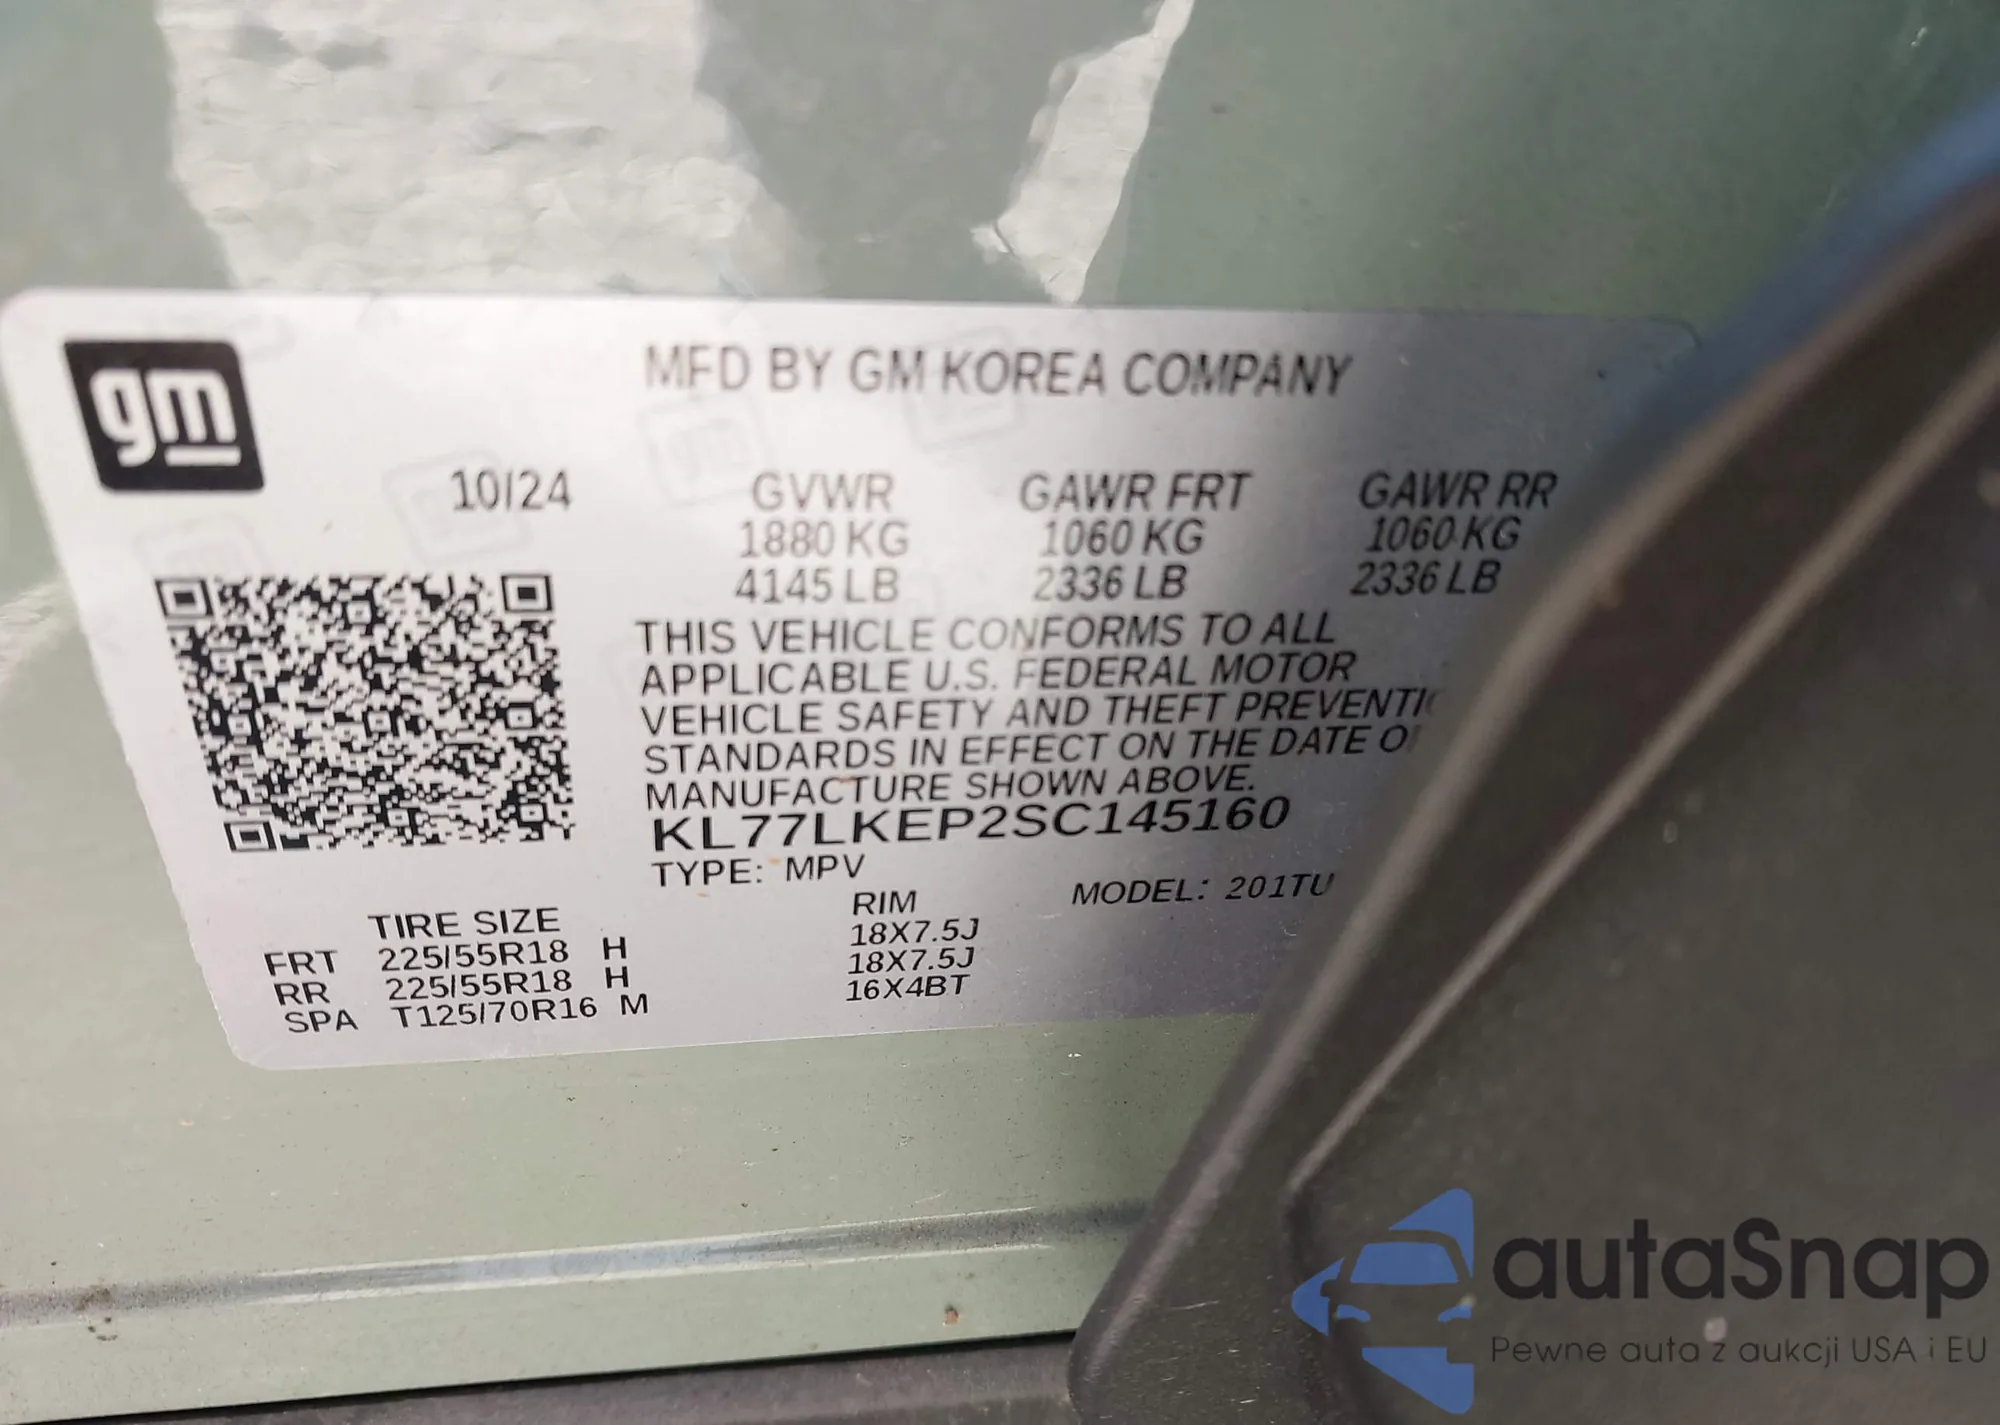 gm
MFD BY GM KOREA COMPANY
10/24 GVWR GAWR FRT GAWR RR
1880 KG 1060 KG 1060 KG
4145 LB 2336 LB 2336 LB
THIS VEHICLE CONFORMS TO ALL
APPLICABLE U.S. FEDERAL MOTOR
VEHICLE SAFETY AND THEFT
STANDARDS IN EFFECT ON THE DATE
MANUFACTURE SHOWN ABOVE.
KL77LKEP2SC145160
TYPE: MPV MODEL: 201TU
TIRE SIZE RIM
FRT 225/55R18 H 18X7.5J
RR 225/55R18 H 18X7.5J
SPA T125/70R16 M 16X4BT
autaSnap
Pewne auta z aukcji USA i EU